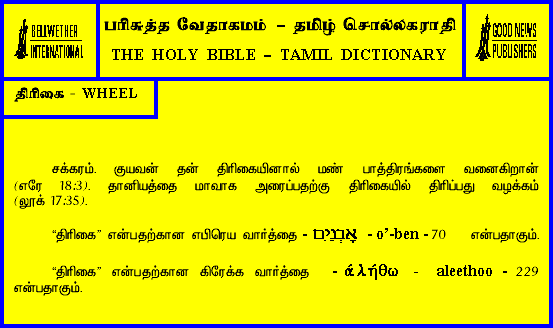 BELLWETHER
INTERNATIONAL
பரிசுத்த வேதாகமம் – தமிழ் சொல்லகராதி
THE HOLY BIBLE – TAMIL DICTIONARY
GOOD NEWS
PUBLISHERS
திரிகை - WHEEL
சக்கரம். குயவன் தன் திரிகையினால் மண் பாத்திரங்களை வனைகிறான்
(எரே 18:3). தானியத்தை மாவாக அரைப்பதற்கு திரிகையில் திரிப்பது வழக்கம்
(லூக் 17:35).
“திரிகை” என்பதற்கான எபிரெய வார்த்தை - אָבְנַיִם - o’-ben - 70 என்பதாகும்.
“திரிகை” என்பதற்கான கிரேக்க வார்த்தை - άλήθω - aleethoo - 229
என்பதாகும்.